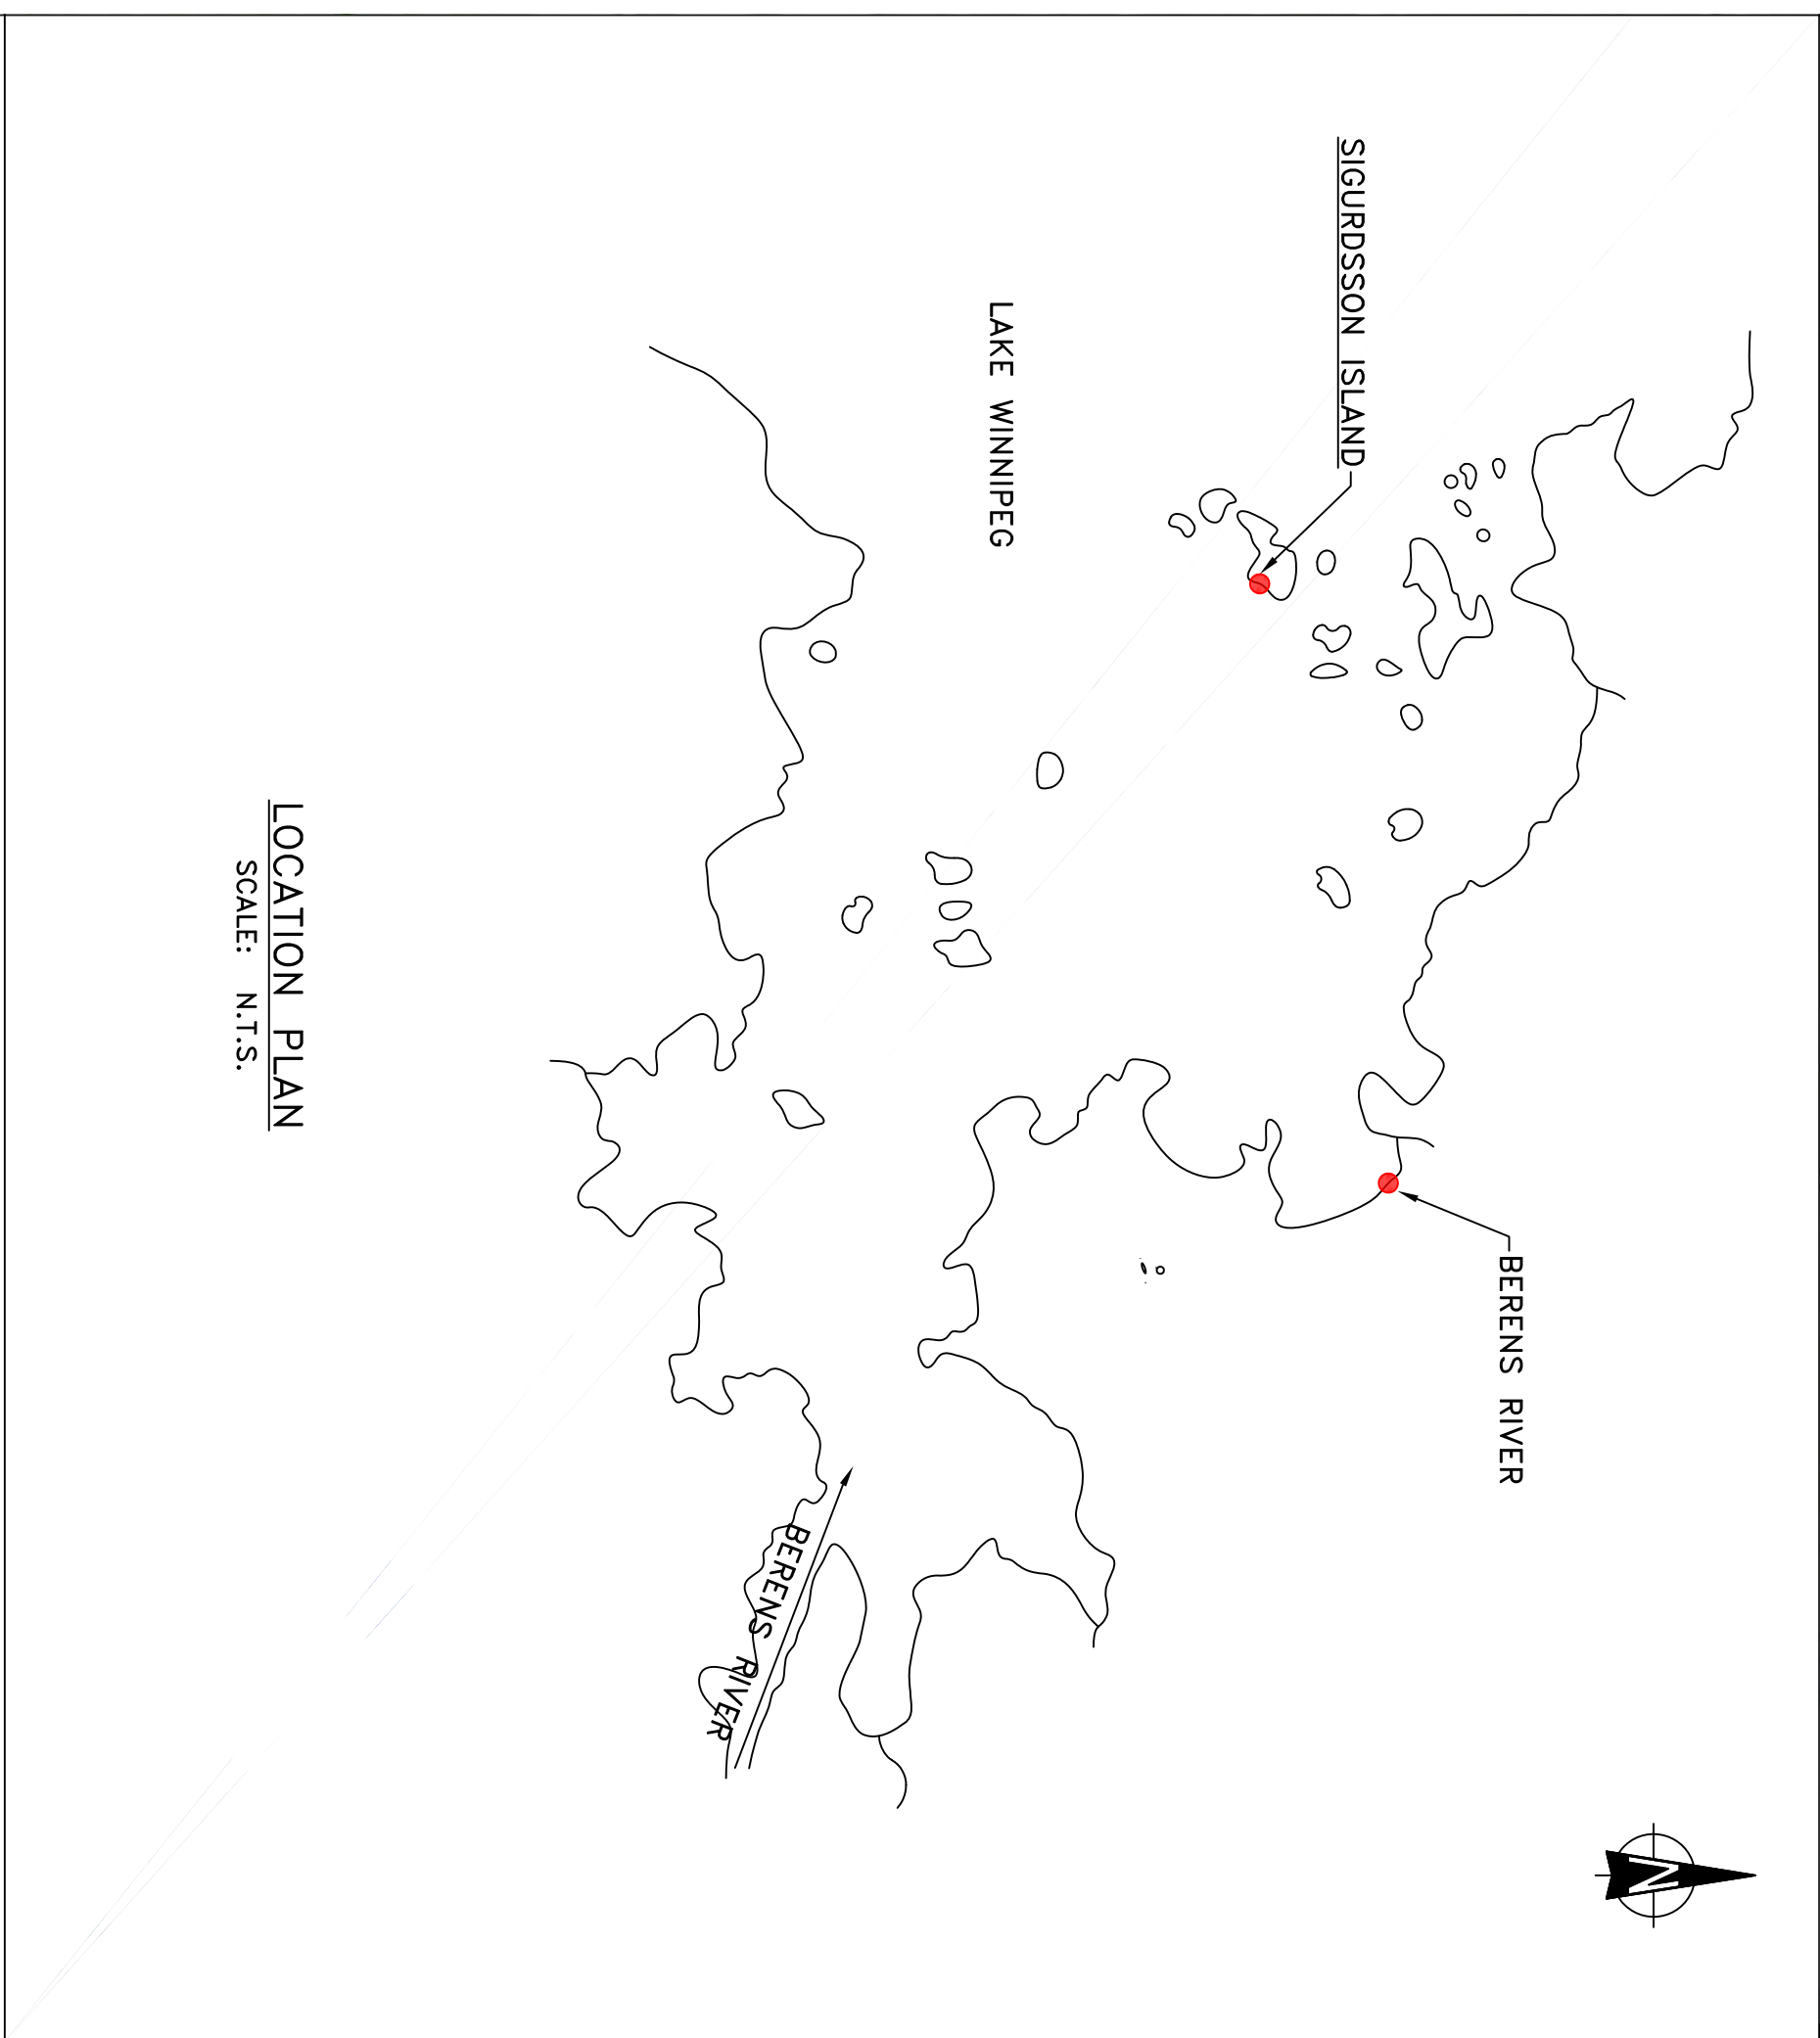 SIGURDSSON ISLAND
LAKE WINNIPEG
BERENS RIVER
BERENS RIVER
N
LOCATION PLAN
SCALE: N.T.S.